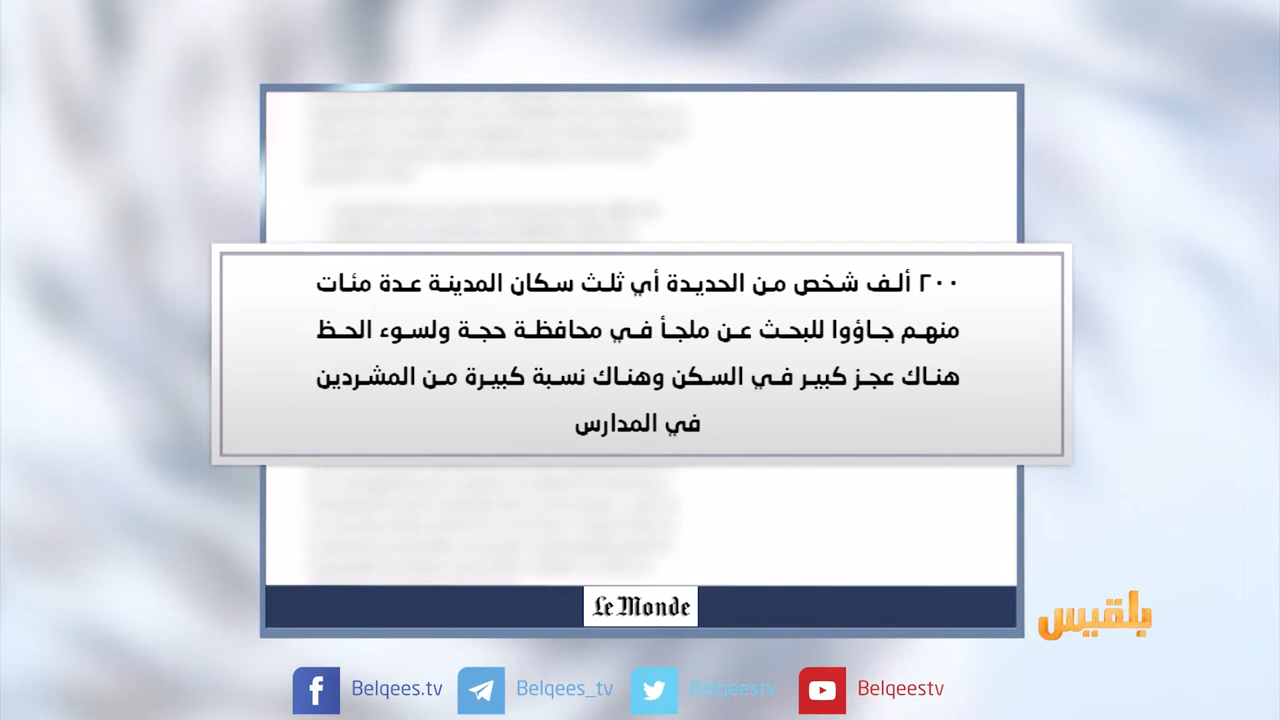 ٢٠٠ ألف شخص من الحديدة أي ثلث سكان المدينة عدة مئات
منهم جاؤوا للبحث عن ملجأ في محافظة حجة ولسوء الحظ
هناك عجز كبير في السكن وهناك نسبة كبيرة من المشردين
في المدارس
Le Monde
بلقيس
Belqees.tv
Belqees_tv
Belqeestv
Belqeestv